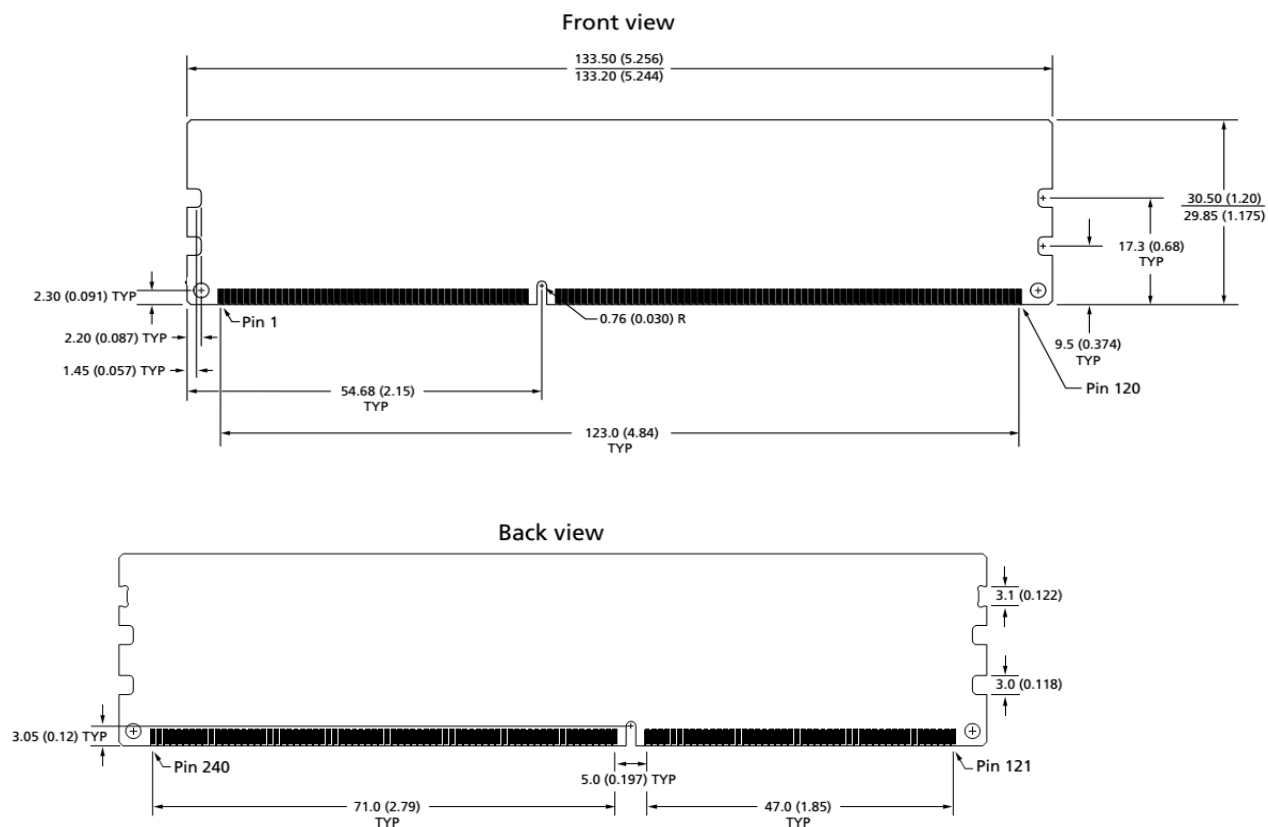 Front view
133.50 (5.256)
133.20 (5.244)
30.50 (1.20)
29.85 (1.175)
17.3 (0.68)
TYP
2.30 (0.091) TYP
Pin 1
0.76 (0.030) R
2.20 (0.087) TYP
9.5 (0.374)
TYP
1.45 (0.057) TYP
54.68 (2.15)
TYP
Pin 120
123.0 (4.84)
TYP
Back view
3.1 (0.122)
3.0 (0.118)
3.05 (0.12) TYP
Pin 240
Pin 121
5.0 (0.197) TYP
71.0 (2.79)
TYP
47.0 (1.85)
TYP